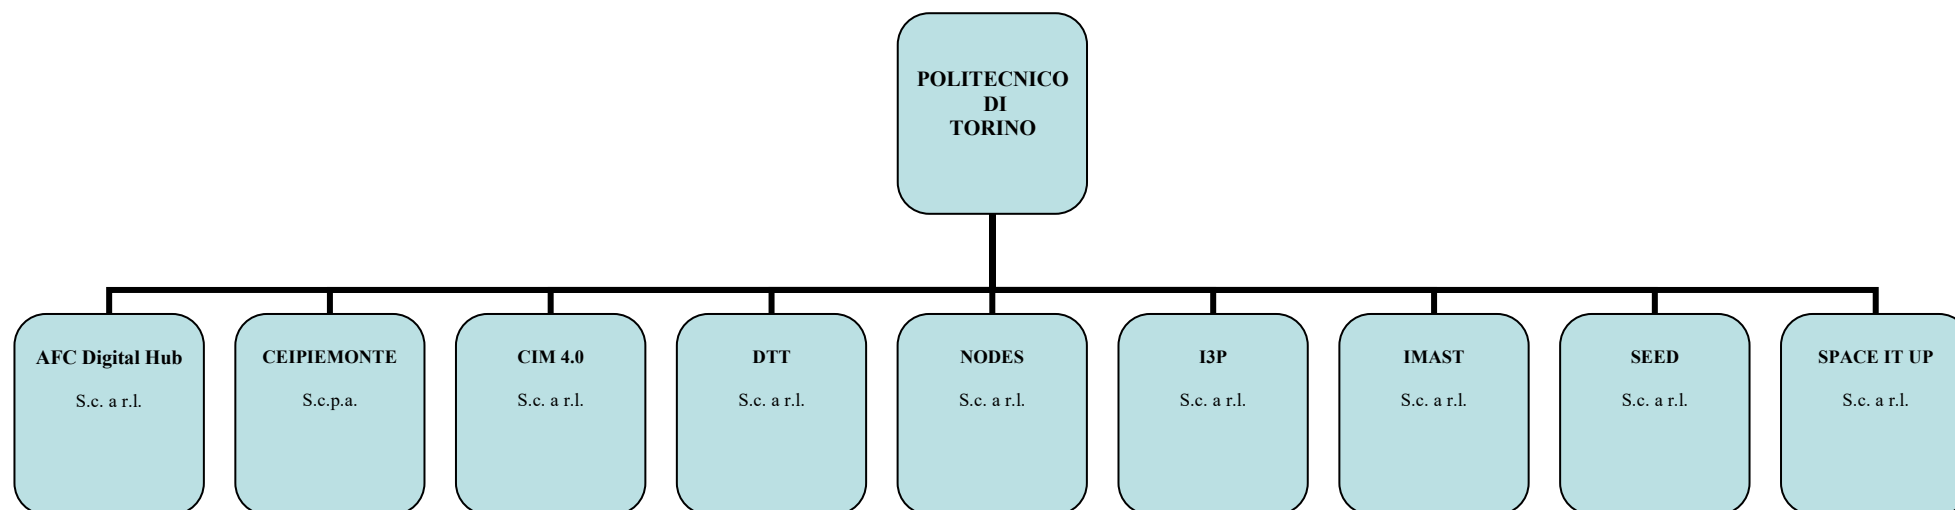 POLITECNICO
DI
TORINO
AFC Digital Hub
S.c. a r.l.
CEIPIEMONTE
S.c.p.a.
CIM 4.0
S.c. a r.l.
DTT
S.c. a r.l.
NODES
S.c. a r.l.
I3P
S.c. a r.l.
IMAST
S.c. a r.l.
SEED
S.c. a r.l.
SPACE IT UP
S.c. a r.l.